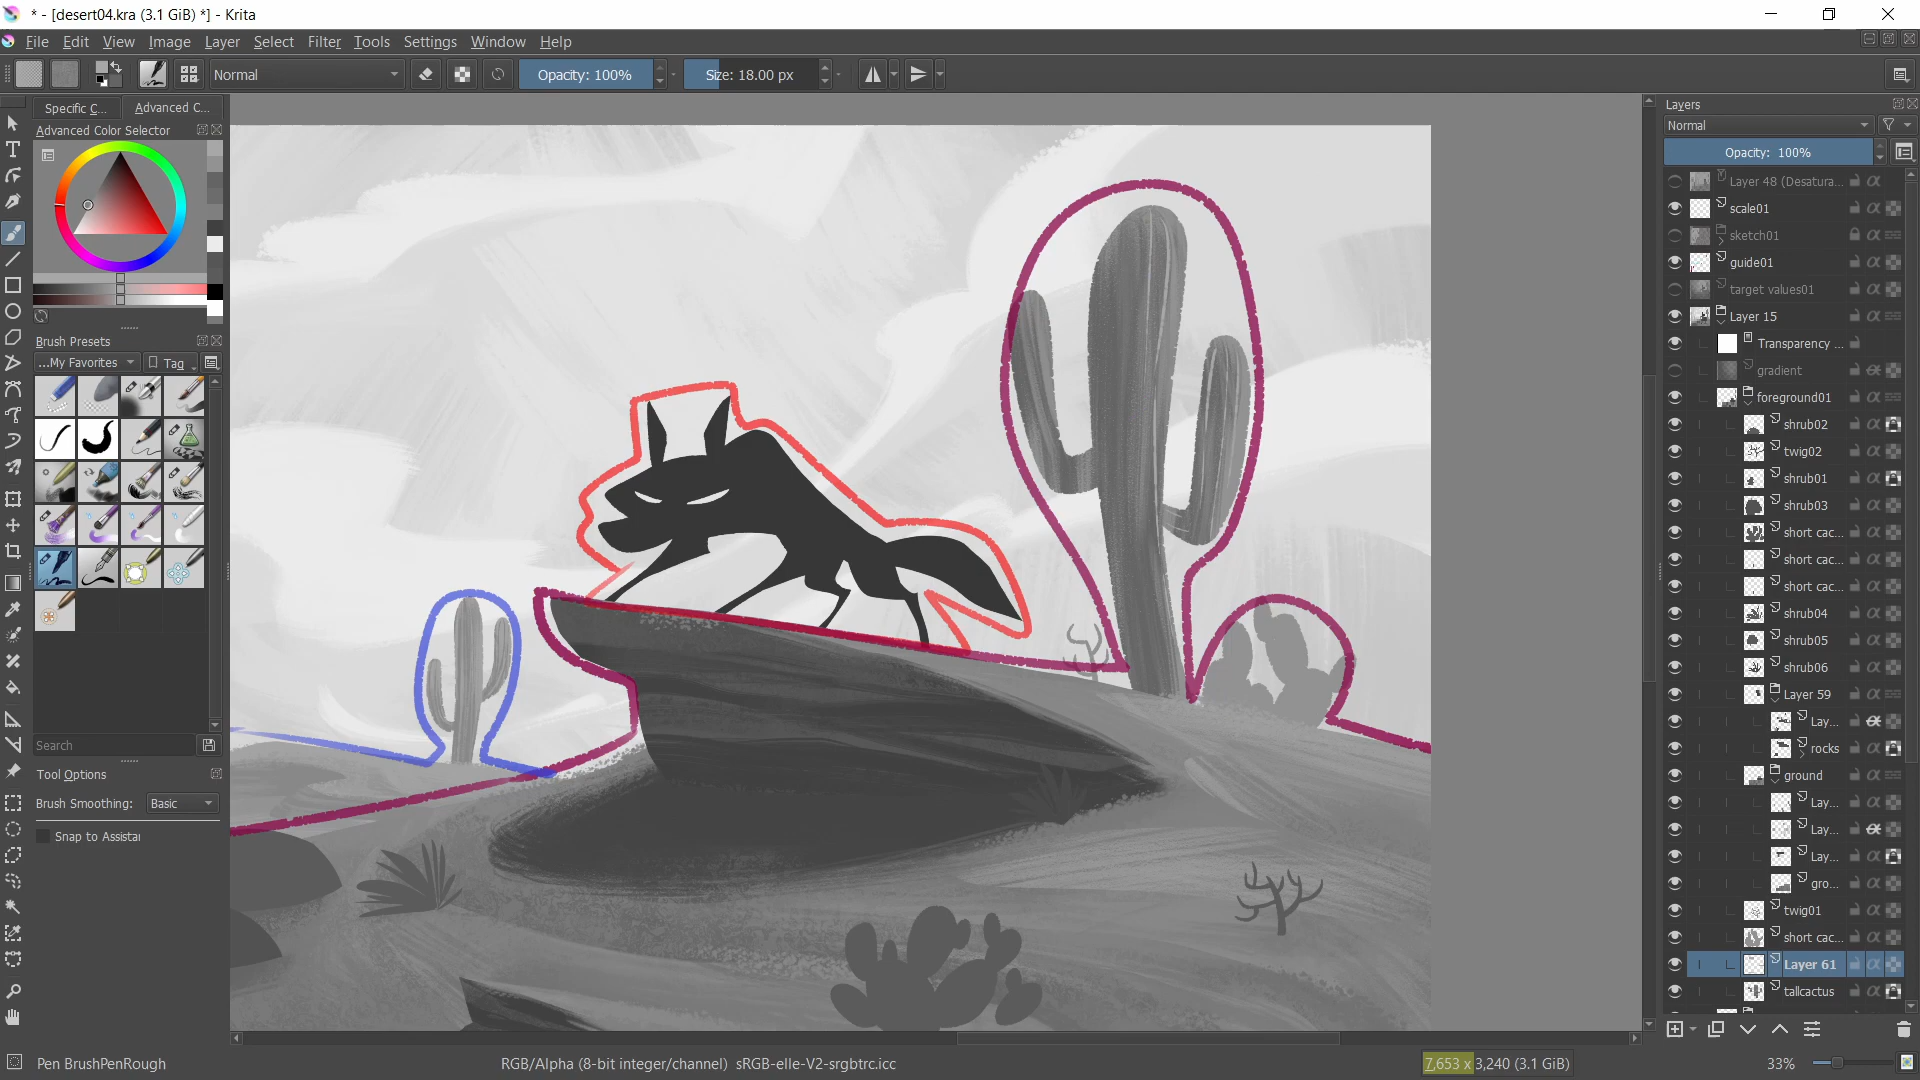 * - [desert04.kra (3.1 GiB) *] - Krita
File Edit View Image Layer Select Filter Tools Settings Window Help
Normal
Opacity: 100%
Size: 18.00 px
Specific C...
Advanced C...
Advanced Color Selector
Brush Presets
...My Favorites
Tag
Search
Tool Options
Brush Smoothing: Basic
Snap to Assistar
Layers
Normal
Opacity: 100%
Layer 48 (Desatura...
scale01
sketch01
guide01
target values01
Layer 15
Transparency ...
gradient
foreground01
shrub02
twig02
shrub01
shrub03
short cac...
short cac...
short cac...
shrub04
shrub05
shrub06
Layer 59
Lay...
rocks
ground
Lay...
Lay...
Lay...
gro...
twig01
short cac...
Layer 61
tallcactus
Pen BrushPenRough
RGB/Alpha (8-bit integer/channel) sRGB-elle-V2-srgbtrc.icc
7,653 x 3,240 (3.1 GiB)
33%